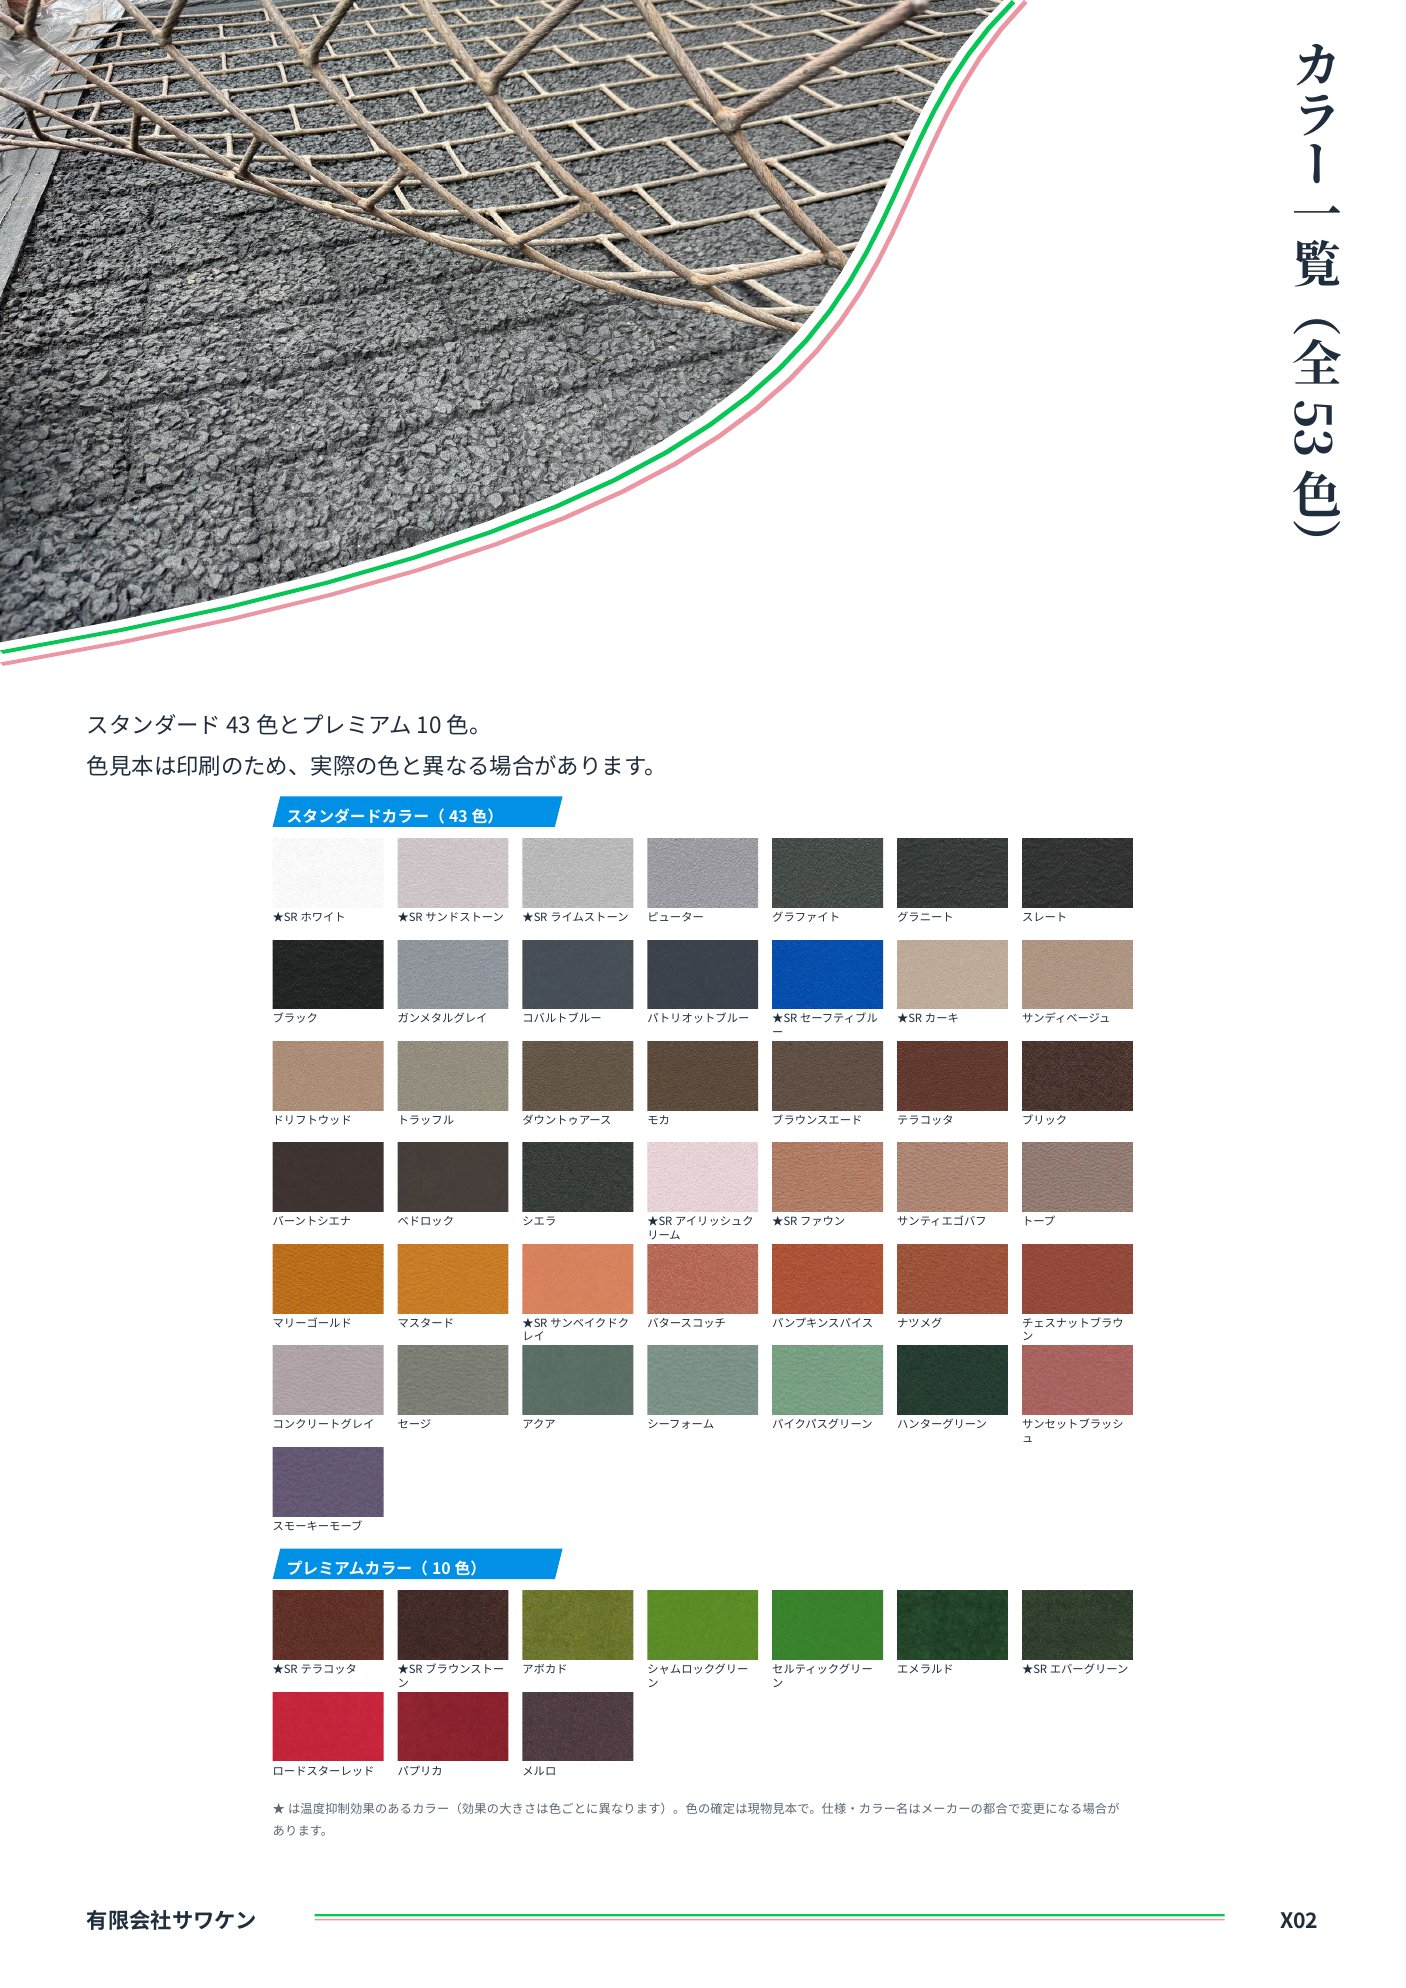 カラー一覧（全53色）
スタンダード 43 色とプレミアム 10 色。
色見本は印刷のため、実際の色と異なる場合があります。
スタンダードカラー（ 43 色）
★SR ホワイト
★SR サンドストーン
★SR ライムストーン
ピューター
グラファイト
グラニート
スレート
ブラック
ガンメタルグレイ
コバルトブルー
パトリオットブルー
★SR セーフティブル
ー
★SR カーキ
サンディベージュ
ドリフトウッド
トラッフル
ダウントゥアース
モカ
ブラウンスエード
テラコッタ
ブリック
バーントシエナ
ベドロック
シエラ
★SR アイリッシュク
リーム
★SR ファウン
サンティエゴバフ
トープ
マリーゴールド
マスタード
★SR サンベイクドク
レイ
バタースコッチ
パンプキンスパイス
ナツメグ
チェスナットブラウ
ン
コンクリートグレイ
セージ
アクア
シーフォーム
バイクパスグリーン
ハンターグリーン
サンセットブラッシ
ュ
スモーキーモーブ
プレミアムカラー（ 10 色）
★SR テラコッタ
★SR ブラウンストー
ン
アボカド
シャムロックグリー
ン
セルティックグリー
ン
エメラルド
★SR エバーグリーン
ロードスターレッド
パプリカ
メルロ
★ は温度抑制効果のあるカラー（効果の大きさは色ごとに異なります）。色の確定は現物見本で。仕様・カラー名はメーカーの都合で変更になる場合が
あります。
有限会社サワケン
X02